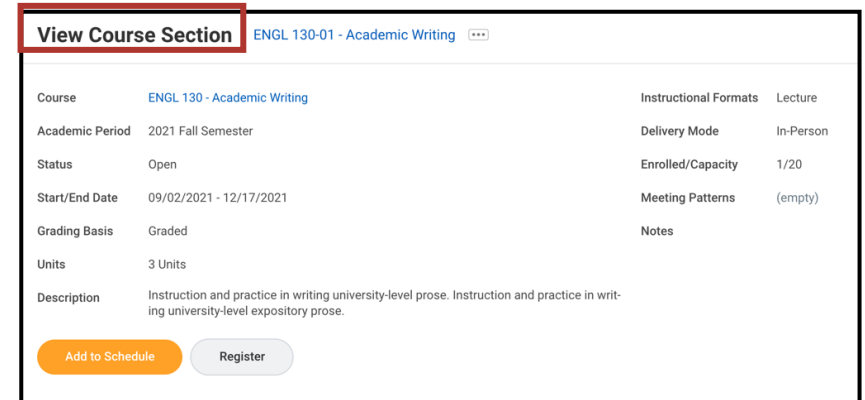 View Course Section ENGL 130-01 - Academic Writing
Course ENGL 130 - Academic Writing Instructional Formats Lecture
Academic Period 2021 Fall Semester Delivery Mode In-Person
Status Open Enrolled/Capacity 1/20
Start/End Date 09/02/2021 - 12/17/2021 Meeting Patterns (empty)
Grading Basis Graded Notes
Units 3 Units
Description Instruction and practice in writing university-level prose. Instruction and practice in writ-
ing university-level expository prose.
Add to Schedule Register